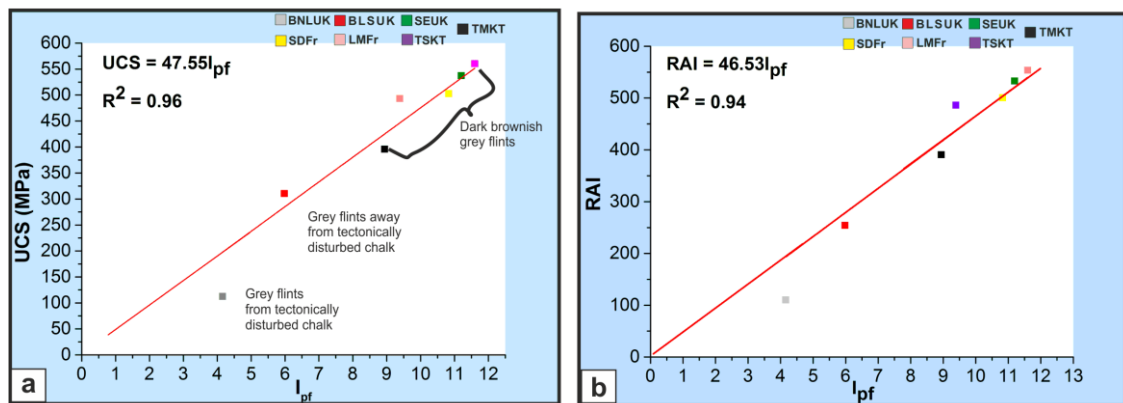 BNLUK BLSUK SEUK TMKT
SDFr LMFr TSKT
UCS = 47.55Ipf
R² = 0.96
Dark brownish
grey flints
Grey flints away
from tectonically
disturbed chalk
Grey flints
from tectonically
disturbed chalk
UCS (MPa)
600
550
500
450
400
350
300
250
200
150
100
50
0
0 1 2 3 4 5 6 7 8 9 10 11 12
Ipf
a
BNLUK BLSUK SEUK TMKT
SDFr LMFr TSKT
RAI = 46.53Ipf
R² = 0.94
RAI
600
500
400
300
200
100
0
0 1 2 3 4 5 6 7 8 9 10 11 12 13
Ipf
b